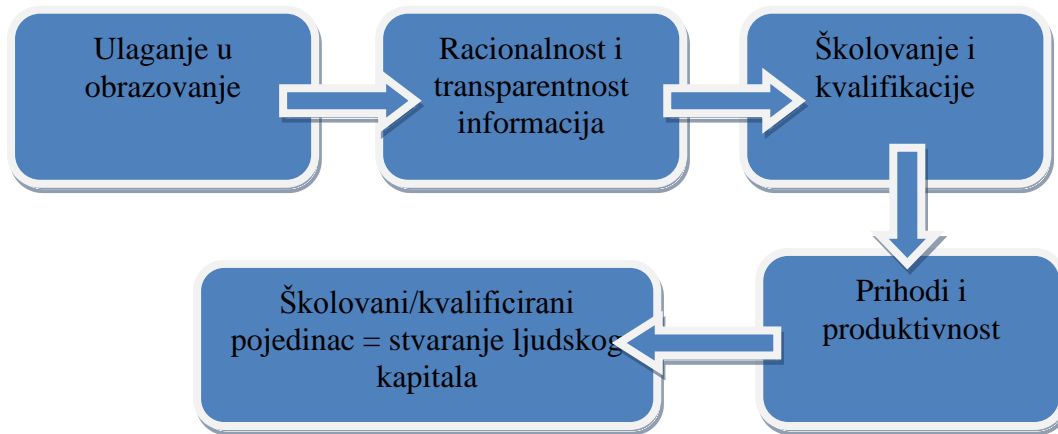 Ulaganje u
obrazovanje
Racionalnost i
transparentnost
informacija
Školovanje i
kvalifikacije
Prihodi i
produktivnost
Školovani/kvalificirani
pojedinac = stvaranje ljudskog
kapitala